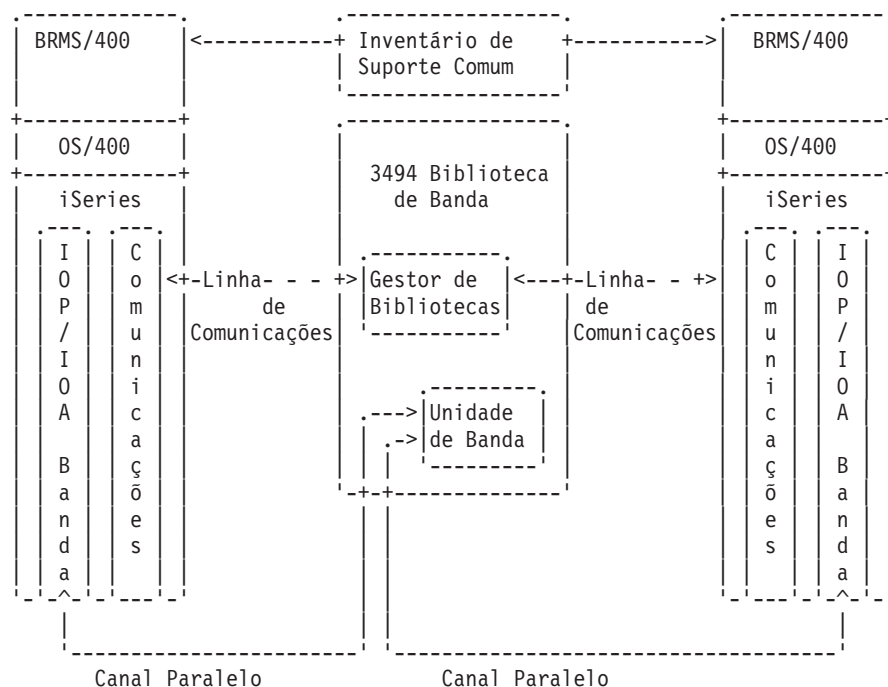 BRMS/400
Inventário de
Suporte Comum
BRMS/400
OS/400
OS/400
3494 Biblioteca
de Banda
iSeries
iSeries
IOP/IOA Banda
Comunicações
Linha
de
Comunicações
Gestor de
Bibliotecas
Linha
de
Comunicações
Comunicações
IOP/IOA Banda
Unidade
de Banda
Canal Paralelo
Canal Paralelo